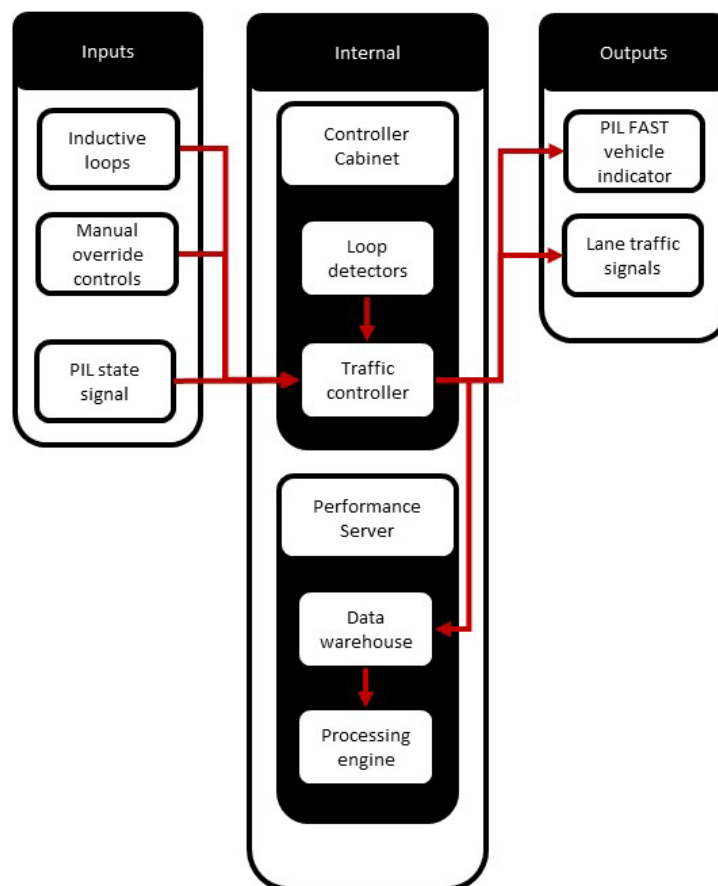 Inputs
Inductive
loops
Manual
override
controls
PIL state
signal
Internal
Controller
Cabinet
Loop
detectors
Traffic
controller
Performance
Server
Data
warehouse
Processing
engine
Outputs
PIL FAST
vehicle
indicator
Lane traffic
signals